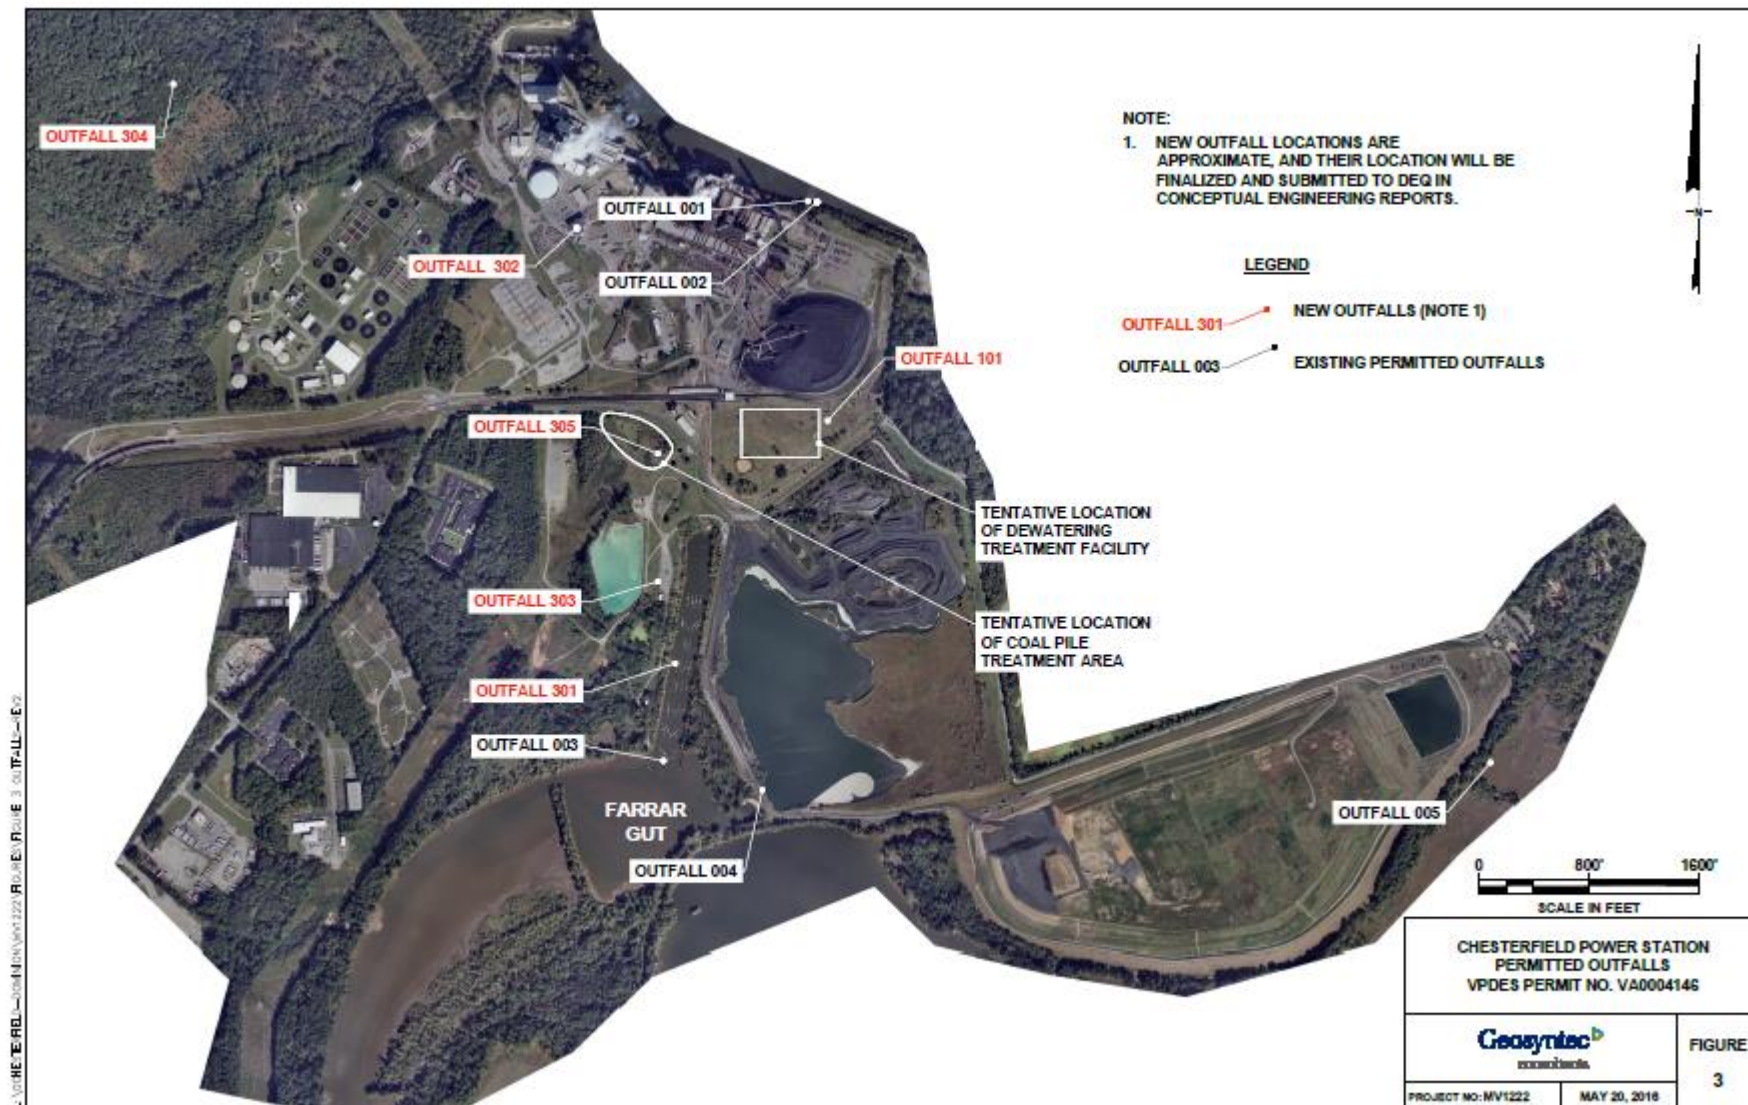 OUTFALL 304
OUTFALL 001
OUTFALL 302
OUTFALL 002
OUTFALL 101
OUTFALL 305
TENTATIVE LOCATION
OF DEWATERING
TREATMENT FACILITY
OUTFALL 303
TENTATIVE LOCATION
OF COAL PILE
TREATMENT AREA
OUTFALL 301
OUTFALL 003
FARRAR
GUT
OUTFALL 004
OUTFALL 005
NOTE:
1. NEW OUTFALL LOCATIONS ARE
APPROXIMATE, AND THEIR LOCATION WILL BE
FINALIZED AND SUBMITTED TO DEQ IN
CONCEPTUAL ENGINEERING REPORTS.
N
LEGEND
OUTFALL 301 NEW OUTFALLS (NOTE 1)
OUTFALL 003 EXISTING PERMITTED OUTFALLS
0 800' 1600'
SCALE IN FEET
CHESTERFIELD POWER STATION
PERMITTED OUTFALLS
VPDES PERMIT NO. VA0004146
Geosyntec
consultants
FIGURE
3
PROJECT NO: MV1222 MAY 20, 2016